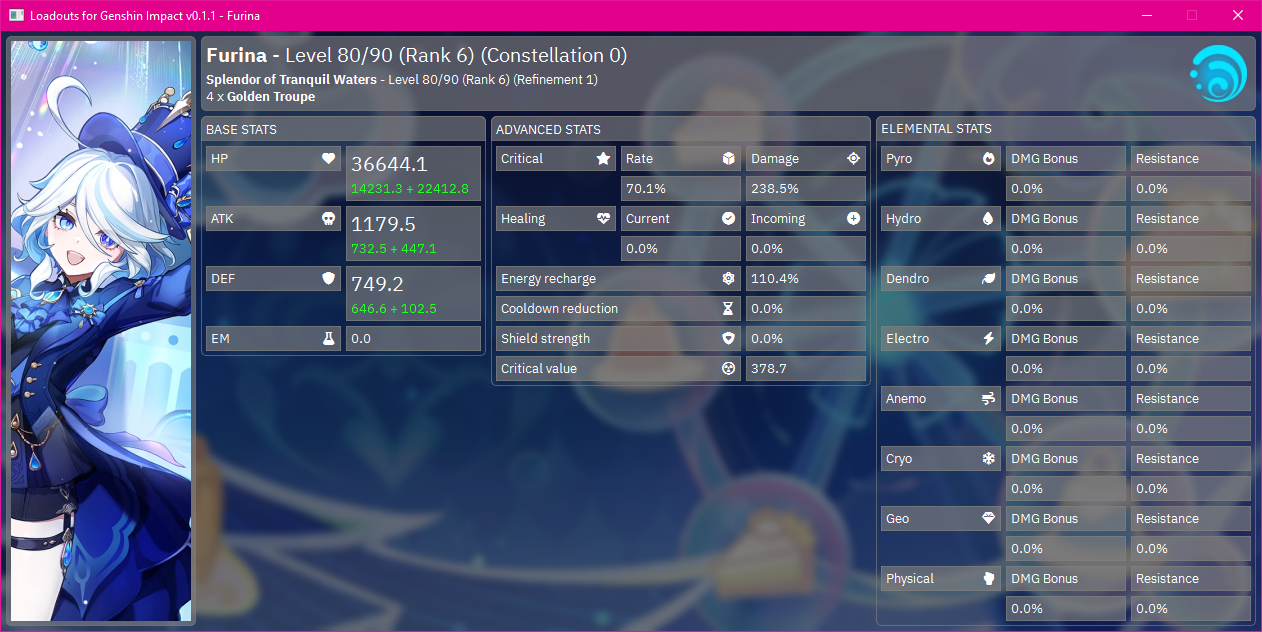 Loadouts for Genshin Impact v0.1.1 - Furina
Furina - Level 80/90 (Rank 6) (Constellation 0)
Splendor of Tranquil Waters - Level 80/90 (Rank 6) (Refinement 1)
4 x Golden Troupe
BASE STATS
HP 36644.1
14231.3 + 22412.8
ATK 1179.5
732.5 + 447.1
DEF 749.2
646.6 + 102.5
EM 0.0
ADVANCED STATS
Critical Rate Damage
70.1% 238.5%
Healing Current Incoming
0.0% 0.0%
Energy recharge 110.4%
Cooldown reduction 0.0%
Shield strength 0.0%
Critical value 378.7
ELEMENTAL STATS
Pyro DMG Bonus Resistance
0.0% 0.0%
Hydro DMG Bonus Resistance
0.0% 0.0%
Dendro DMG Bonus Resistance
0.0% 0.0%
Electro DMG Bonus Resistance
0.0% 0.0%
Anemo DMG Bonus Resistance
0.0% 0.0%
Cryo DMG Bonus Resistance
0.0% 0.0%
Geo DMG Bonus Resistance
0.0% 0.0%
Physical DMG Bonus Resistance
0.0% 0.0%